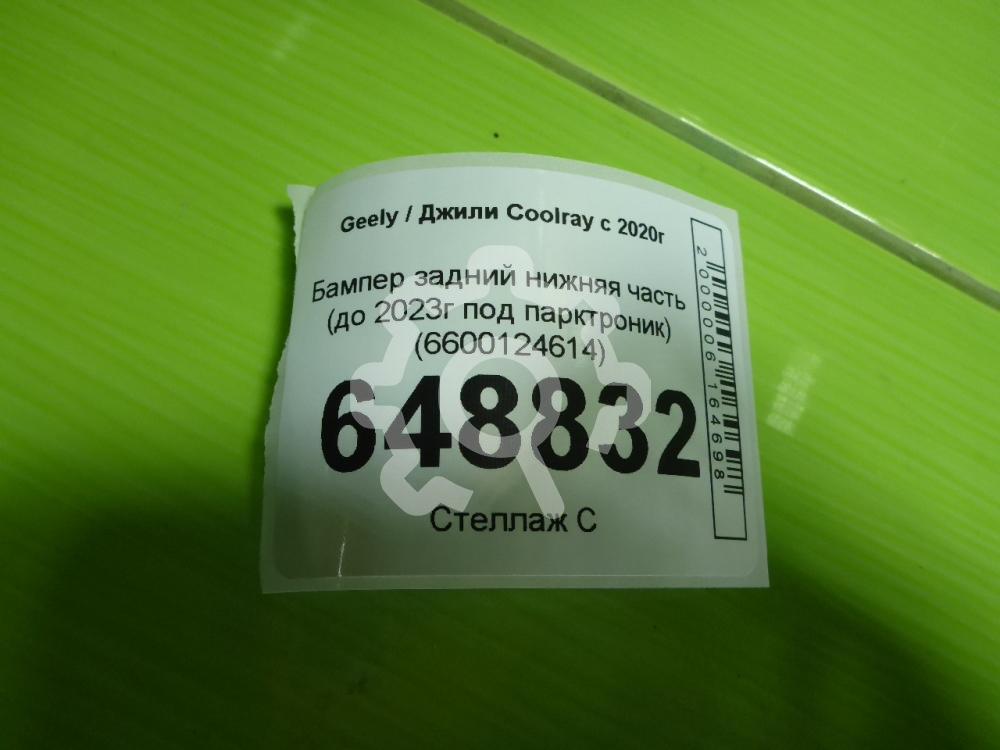 Geely / Джили Coolray с 2020г
Бампер задний нижняя часть
(до 2023г под парктроник)
(6600124614)
648832
Стеллаж С
2000006164698